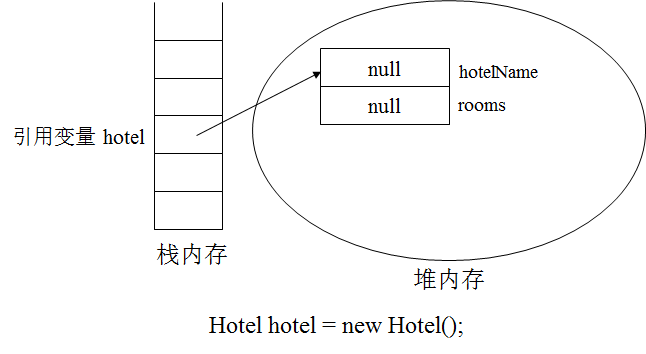 null
hotelName
null
rooms
引用变量 hotel
栈内存
堆内存
Hotel hotel = new Hotel();